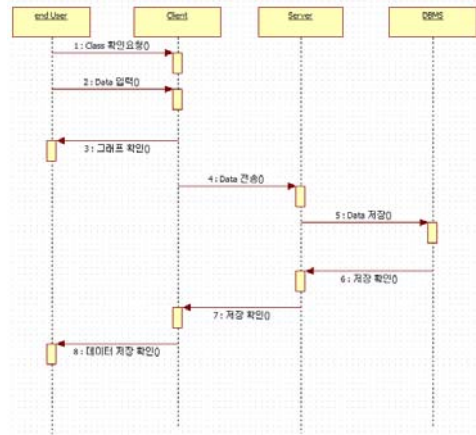 end User
Client
Server
DBMS
1 : Class 확인요청()
2 : Data 입력()
3 : 그래프 확인()
4 : Data 전송()
5 : Data 저장()
6 : 저장 확인()
7 : 저장 확인()
8 : 데이터 저장 확인()